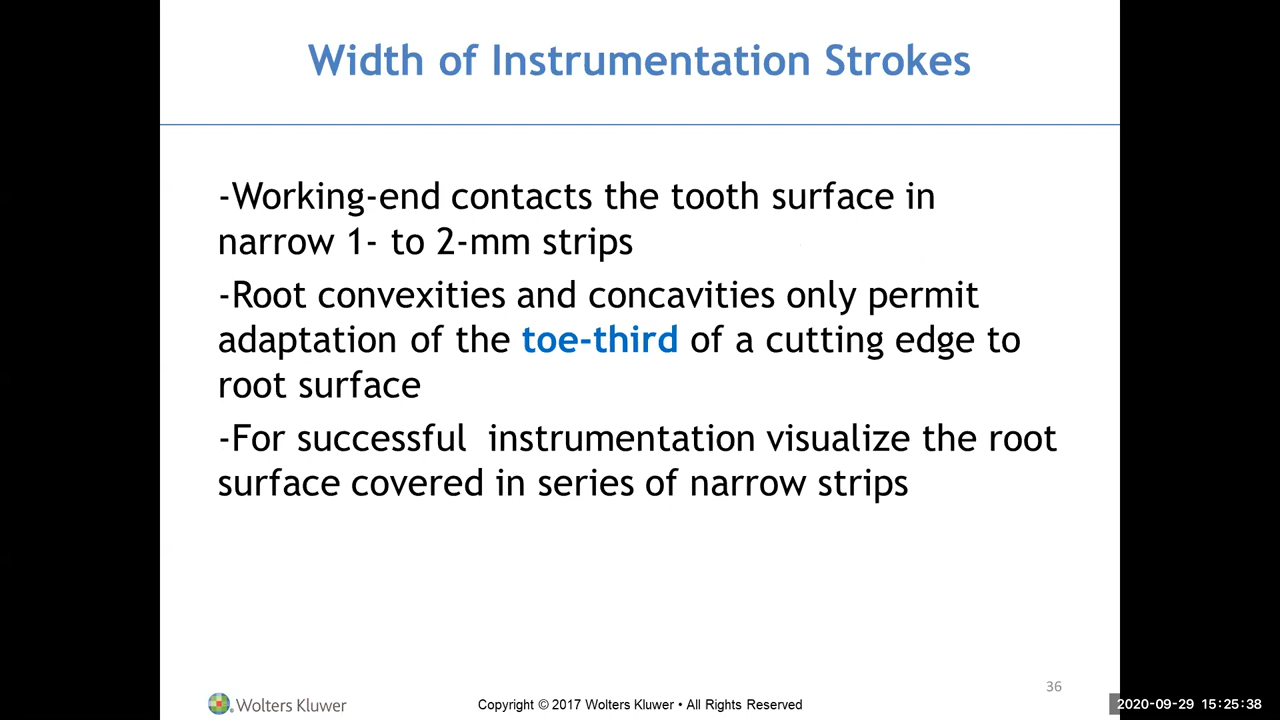 Width of Instrumentation Strokes
-Working-end contacts the tooth surface in
narrow 1- to 2-mm strips
-Root convexities and concavities only permit
adaptation of the toe-third of a cutting edge to
root surface
-For successful  instrumentation visualize the root
surface covered in series of narrow strips
36
Wolters Kluwer
Copyright © 2017 Wolters Kluwer • All Rights Reserved
2020-09-29 15:25:38